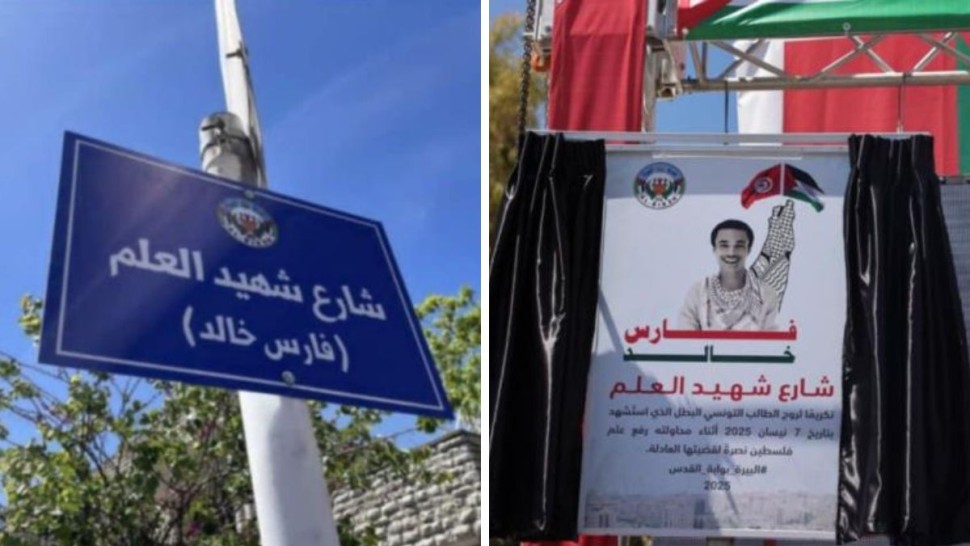 شارع شهيد العلم
(فارس خالد)
فارس
خالد
شارع شهيد العلم
تكريمًا لروح الطالب التونسي البطل الذي استشهد
بتاريخ 7 نيسان 2025 أثناء محاولته رفع علم
فلسطين نصرة لقضيتها العادلة.
#البيرة_بوابة_القدس
2025